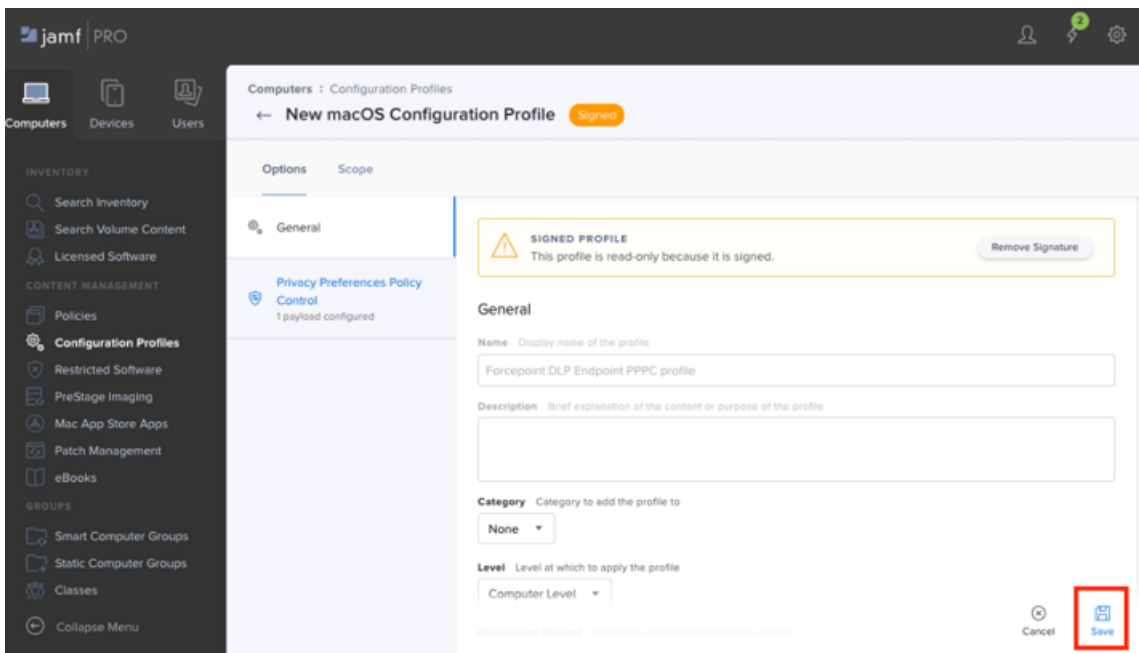 jamf PRO
2
Computers
Devices
Users
INVENTORY
Search Inventory
Search Volume Content
Licensed Software
CONTENT MANAGEMENT
Policies
Configuration Profiles
Restricted Software
PreStage Imaging
Mac App Store Apps
Patch Management
eBooks
GROUPS
Smart Computer Groups
Static Computer Groups
Classes
Collapse Menu
Computers : Configuration Profiles
← New macOS Configuration Profile Signed
Options Scope
General
Privacy Preferences Policy
Control
1 payload configured
SIGNED PROFILE
This profile is read-only because it is signed.
Remove Signature
General
Name Display name of the profile
Forcepoint DLP Endpoint PPPC profile
Description Brief explanation of the content or purpose of the profile
Category Category to add the profile to
None
Level Level at which to apply the profile
Computer Level
Distribution Method
Cancel
Save